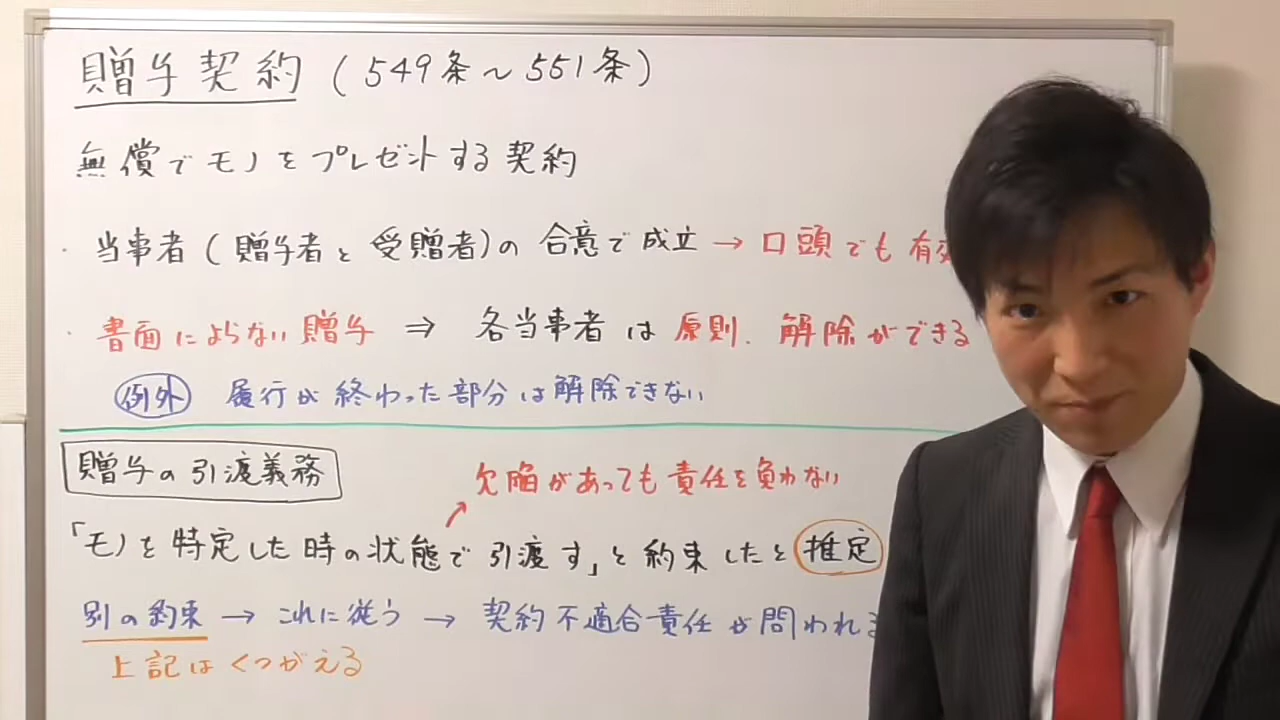 贈与契約 (549条〜551条)
無償でモノをプレゼントする契約
・当事者(贈与者と受贈者)の合意で成立→口頭でも有効
・書面によらない贈与 ⇒ 各当事者は原則、解除ができる
例外 履行が終わった部分は解除できない
贈与の引渡義務
欠陥があっても責任を負わない
「モノを特定した時の状態で引渡す」と約束したと推定
別の約束→これに従う→契約不適合責任が問われる
上記はくつがえる